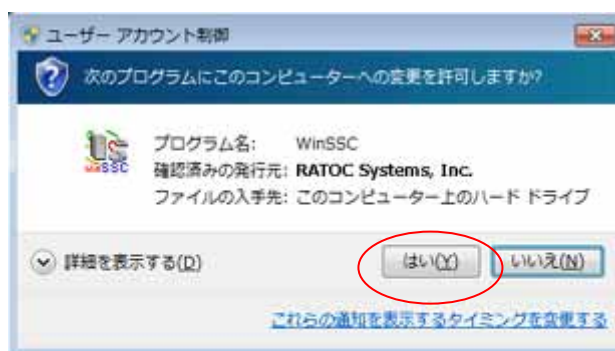 ユーザー アカウント制御
次のプログラムにこのコンピューターへの変更を許可しますか?
WinSSC
プログラム名: WinSSC
確認済みの発行元: RATOC Systems, Inc.
ファイルの入手先: このコンピューター上のハード ドライブ
詳細を表示する(D) はい(Y) いいえ(N)
これらの通知を表示するタイミングを変更する